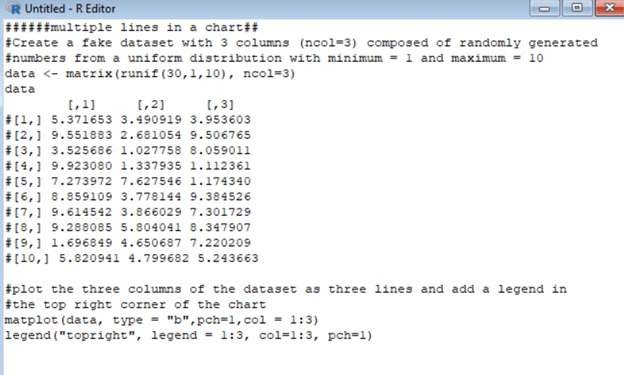 Untitled - R Editor
######multiple lines in a chart##
#Create a fake dataset with 3 columns (ncol=3) composed of randomly generated
#numbers from a uniform distribution with minimum = 1 and maximum = 10
data <- matrix(runif(30,1,10), ncol=3)
data
[,1] [,2] [,3]
#[1,] 5.371653 3.490919 3.953603
#[2,] 9.551883 2.681054 9.506765
#[3,] 3.525686 1.027758 8.059011
#[4,] 9.923080 1.337935 1.112361
#[5,] 7.273972 7.627546 1.174340
#[6,] 8.859109 3.778144 9.384526
#[7,] 9.614542 3.866029 7.301729
#[8,] 9.288085 5.804041 8.347907
#[9,] 1.696849 4.650687 7.220209
#[10,] 5.820941 4.799682 5.243663
#plot the three columns of the dataset as three lines and add a legend in
#the top right corner of the chart
matplot(data, type = "b",pch=1,col = 1:3)
legend("topright", legend = 1:3, col=1:3, pch=1)